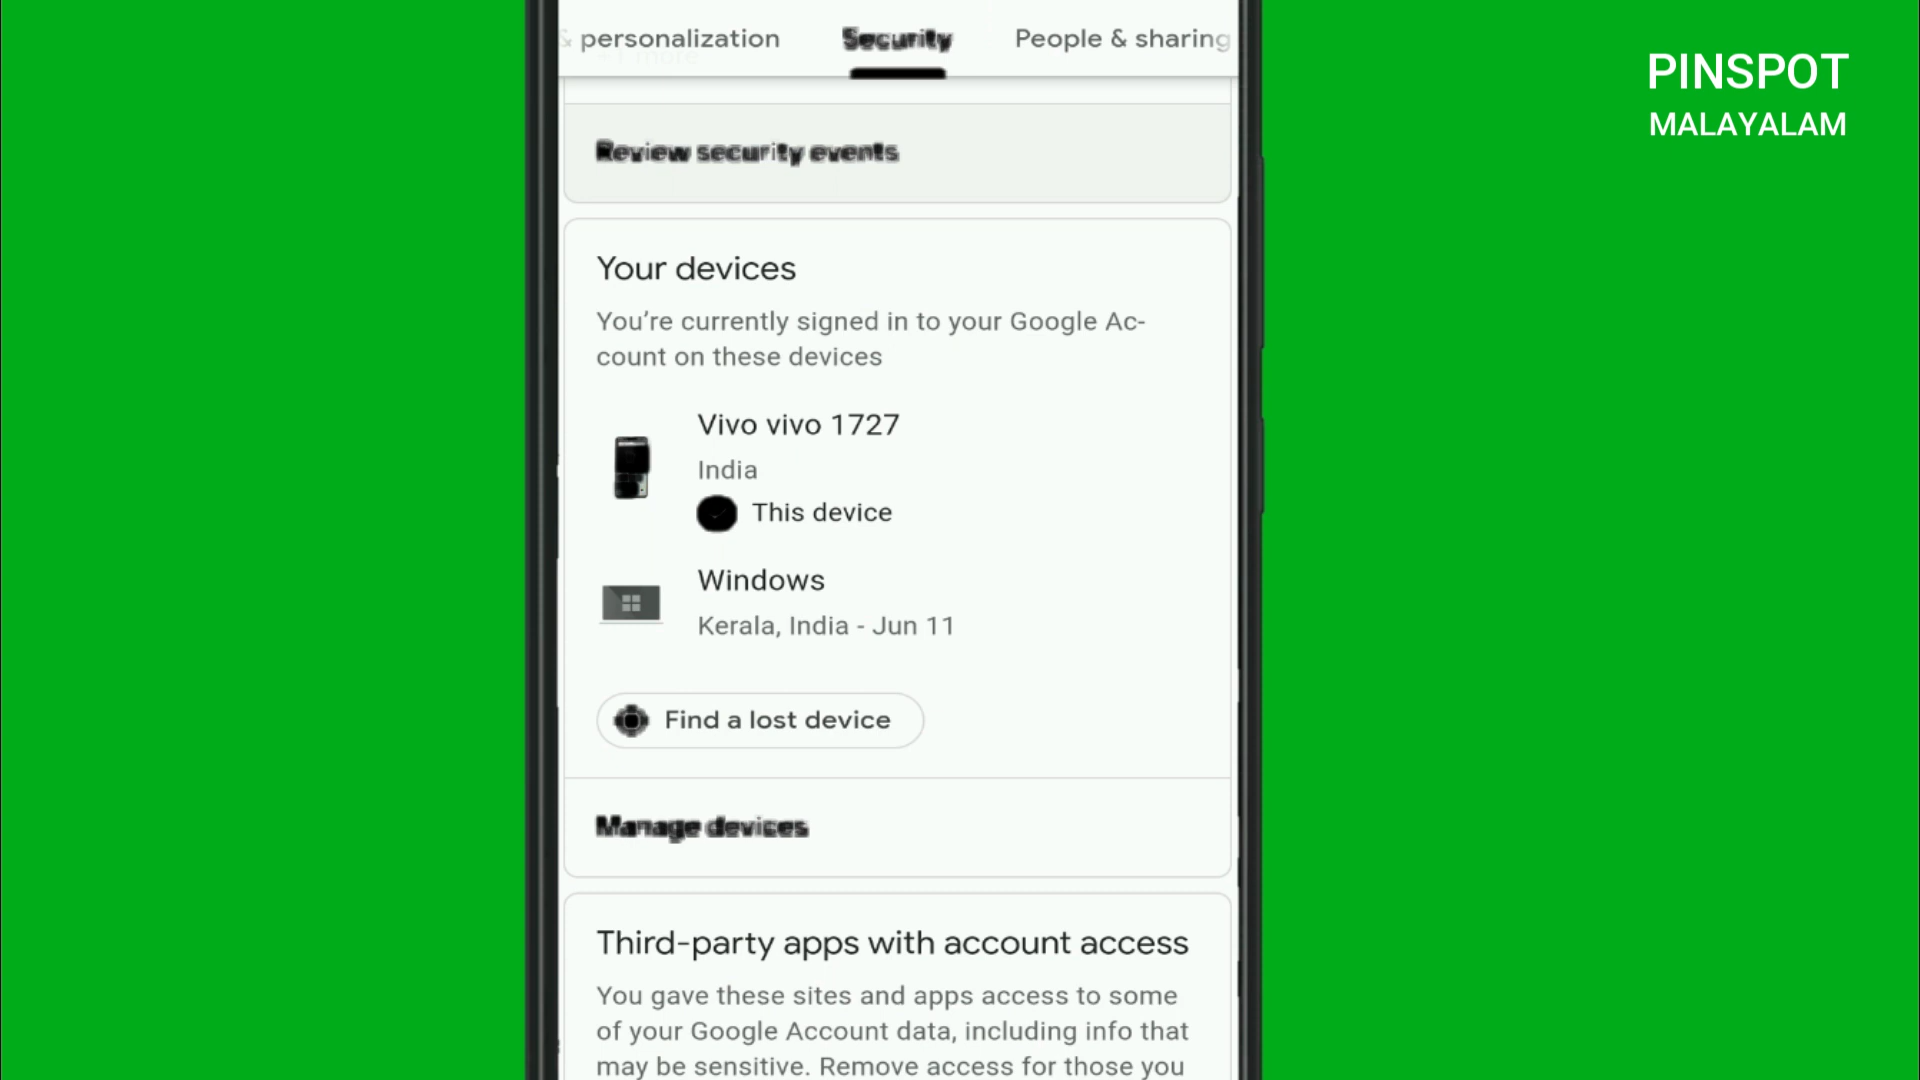 & personalization
Security
People & sharing
PINSPOT
MALAYALAM
Review security events
Your devices
You're currently signed in to your Google Ac-
count on these devices
Vivo vivo 1727
India
This device
Windows
Kerala, India - Jun 11
Find a lost device
Manage devices
Third-party apps with account access
You gave these sites and apps access to some
of your Google Account data, including info that
may be sensitive. Remove access for those you